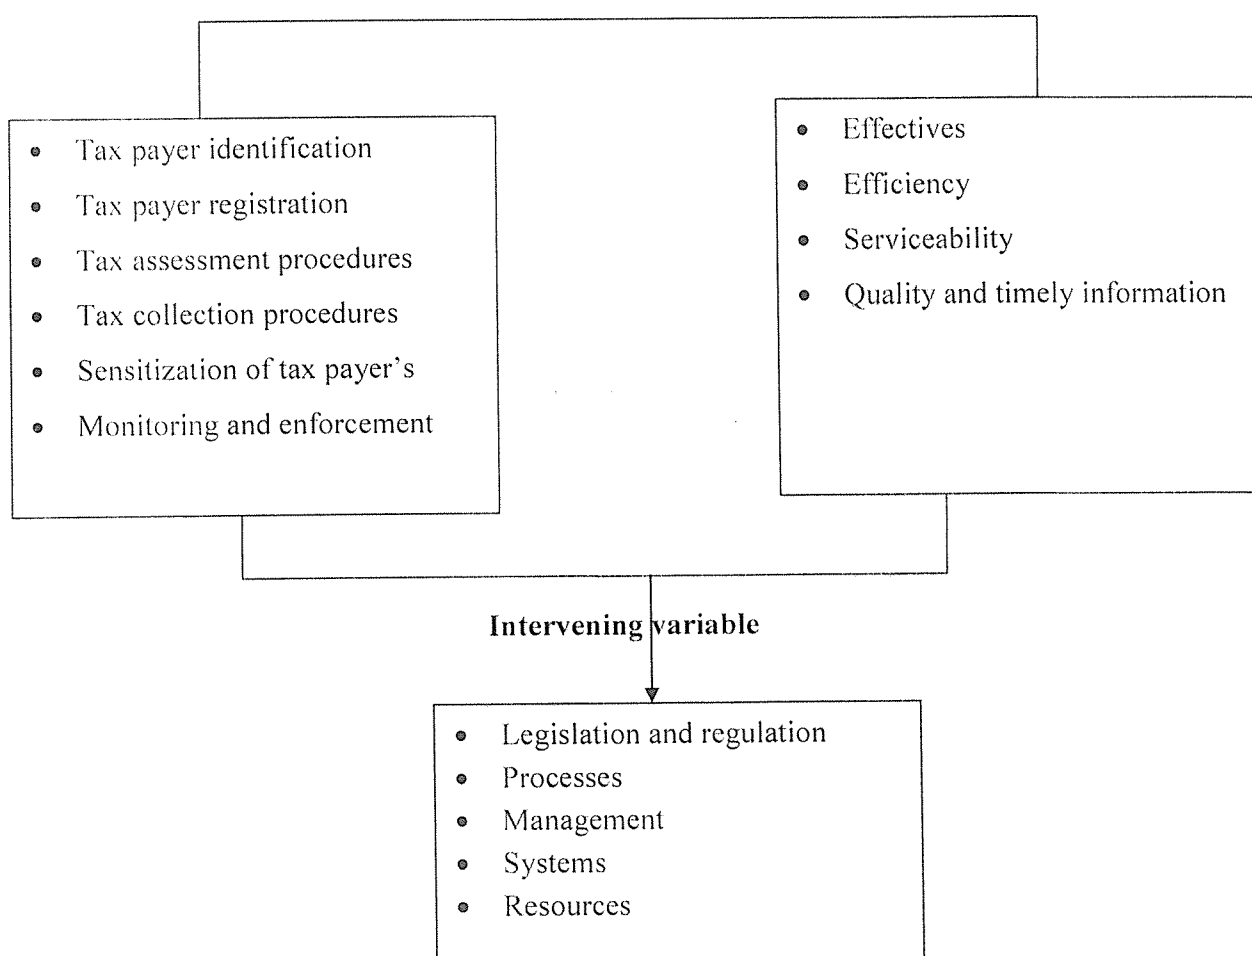 • Tax payer identification
• Tax payer registration
• Tax assessment procedures
• Tax collection procedures
• Sensitization of tax payer’s
• Monitoring and enforcement
• Effectives
• Efficiency
• Serviceability
• Quality and timely information
Intervening variable
• Legislation and regulation
• Processes
• Management
• Systems
• Resources